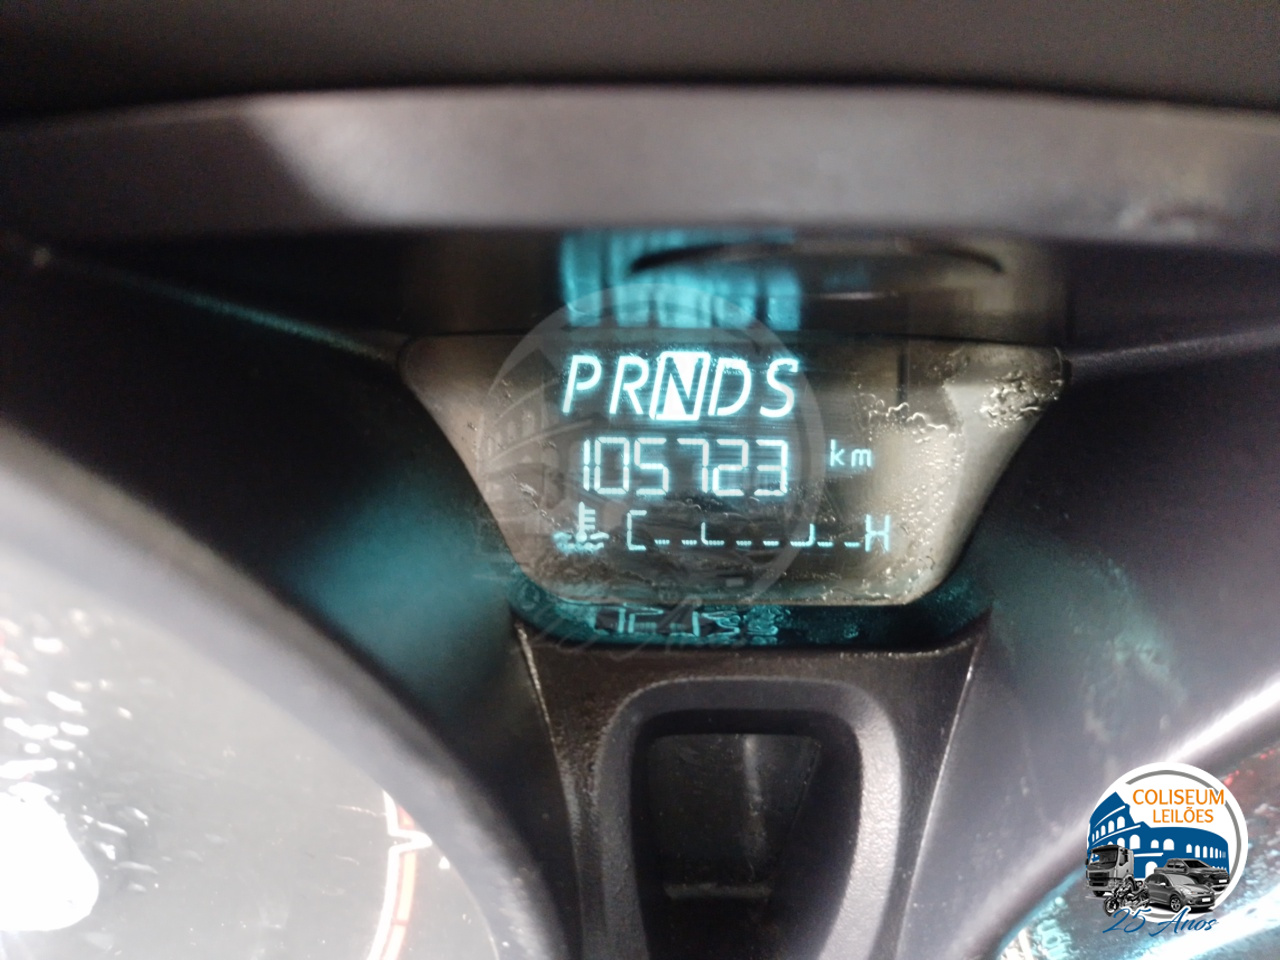 PRNDS
105723 km
C H
COLISEUM
LEILÕES
25 Anos